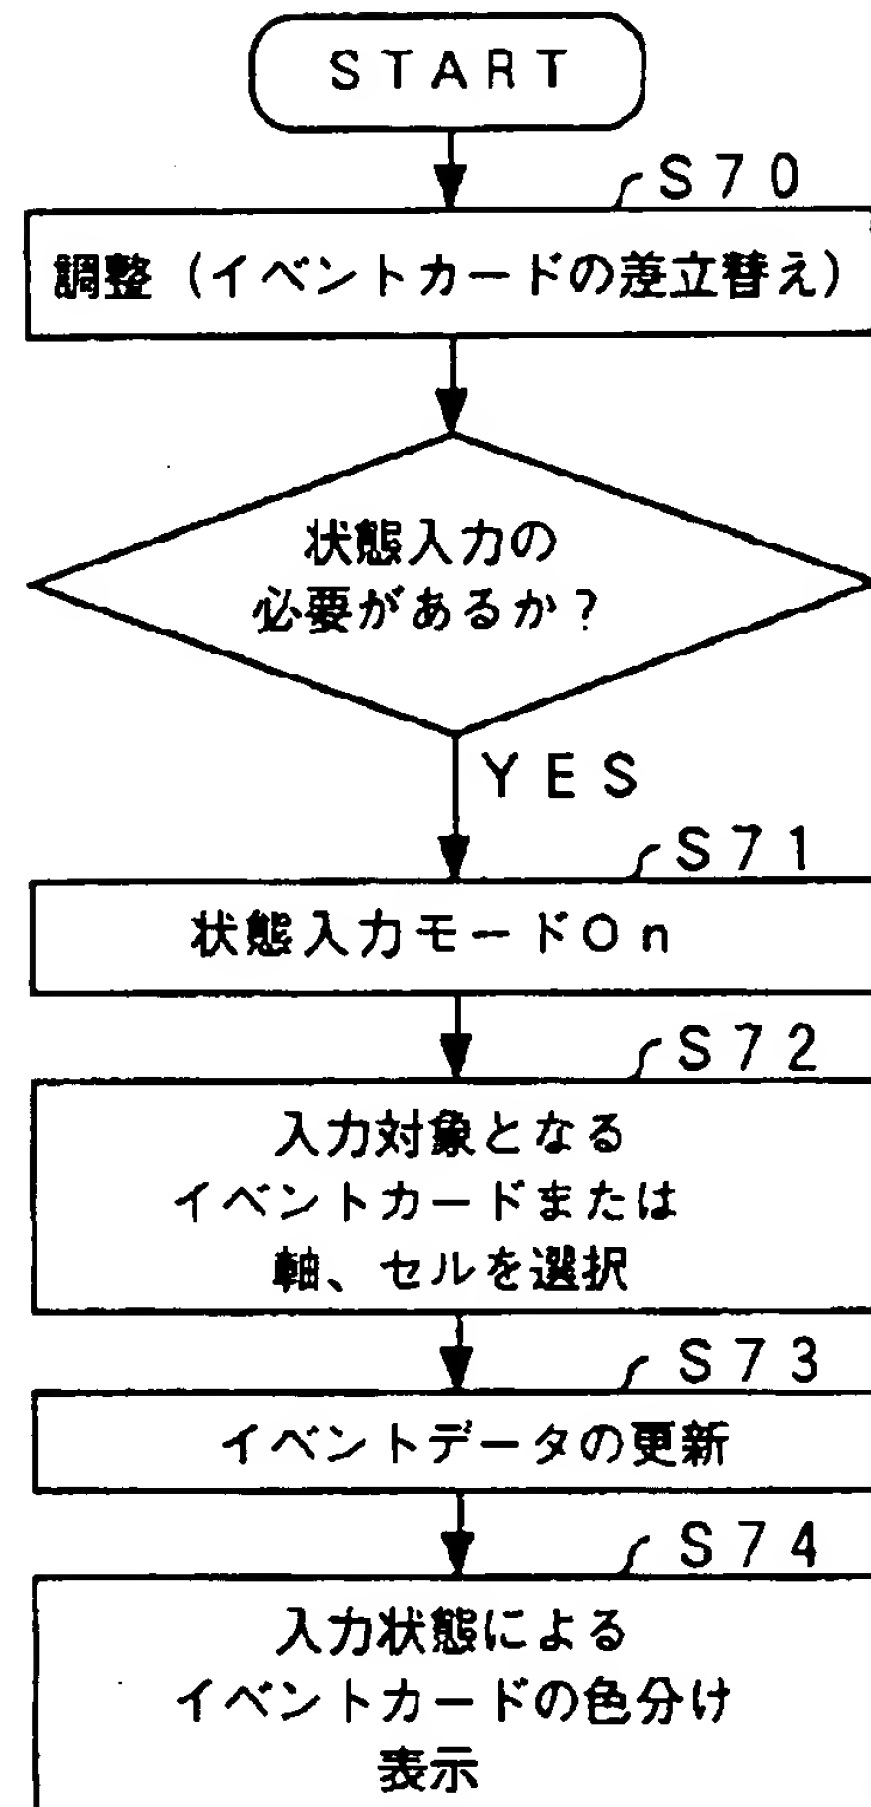 START
S70
調整（イベントカードの差立替え）
状態入力の
必要があるか？
YES
S71
状態入力モードOn
S72
入力対象となる
イベントカードまたは
軸、セルを選択
S73
イベントデータの更新
S74
入力状態による
イベントカードの色分け
表示